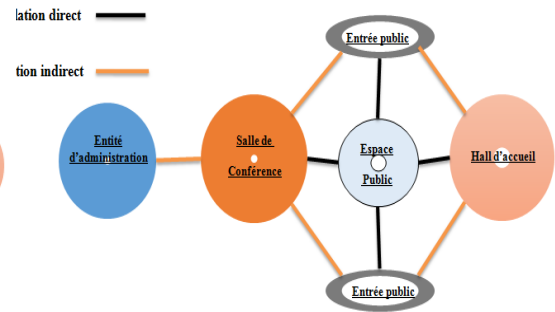 lation direct
tion indirect
Entrée public
Entité
d'administration
Salle de
Conférence
Espace
Public
Hall d'accueil
Entrée public